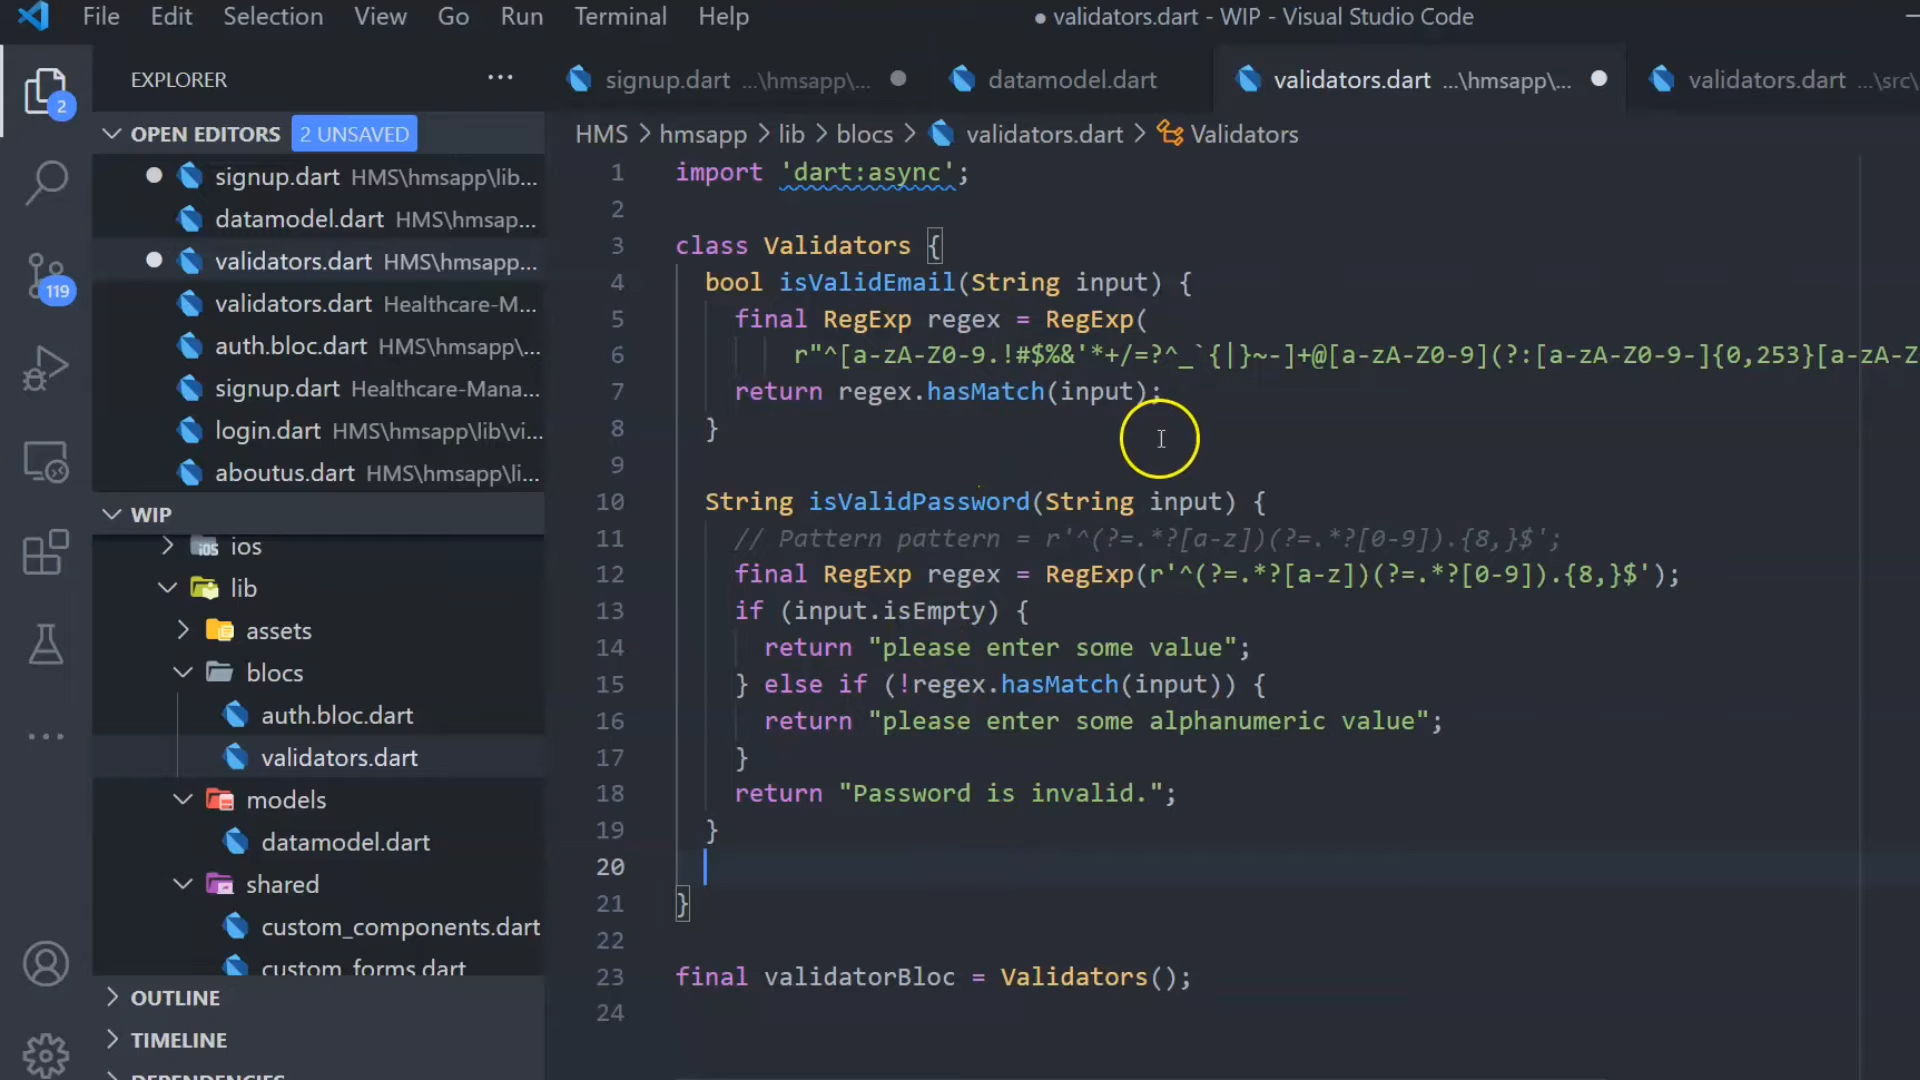 File Edit Selection View Go Run Terminal Help
● validators.dart - WIP - Visual Studio Code
EXPLORER ...
signup.dart ...\hmsapp\...
datamodel.dart
validators.dart ...\hmsapp\...
validators.dart ...\src\
2
OPEN EDITORS 2 UNSAVED
HMS > hmsapp > lib > blocs > validators.dart > Validators
signup.dart HMS\hmsapp\lib...
datamodel.dart HMS\hmsap...
validators.dart HMS\hmsapp...
validators.dart Healthcare-M...
auth.bloc.dart HMS\hmsapp...
signup.dart Healthcare-Mana...
login.dart HMS\hmsapp\lib\vi...
aboutus.dart HMS\hmsapp\li...
119
WIP
ios
lib
assets
blocs
auth.bloc.dart
validators.dart
models
datamodel.dart
shared
custom_components.dart
custom_forms.dart
OUTLINE
TIMELINE
DEPENDENCIES
1 import 'dart:async';
2
3 class Validators {
4 bool isValidEmail(String input) {
5 final RegExp regex = RegExp(
6 r"^[a-zA-Z0-9.!#$%&'*+/=?^_`{|}~-]+@[a-zA-Z0-9](?:[a-zA-Z0-9-]{0,253}[a-zA-Z
7 return regex.hasMatch(input);
8 }
9
10 String isValidPassword(String input) {
11 // Pattern pattern = r'^(?=.*?[a-z])(?=.*?[0-9]).{8,}$';
12 final RegExp regex = RegExp(r'^(?=.*?[a-z])(?=.*?[0-9]).{8,}$');
13 if (input.isEmpty) {
14 return "please enter some value";
15 } else if (!regex.hasMatch(input)) {
16 return "please enter some alphanumeric value";
17 }
18 return "Password is invalid.";
19 }
20
21 }
22
23 final validatorBloc = Validators();
24